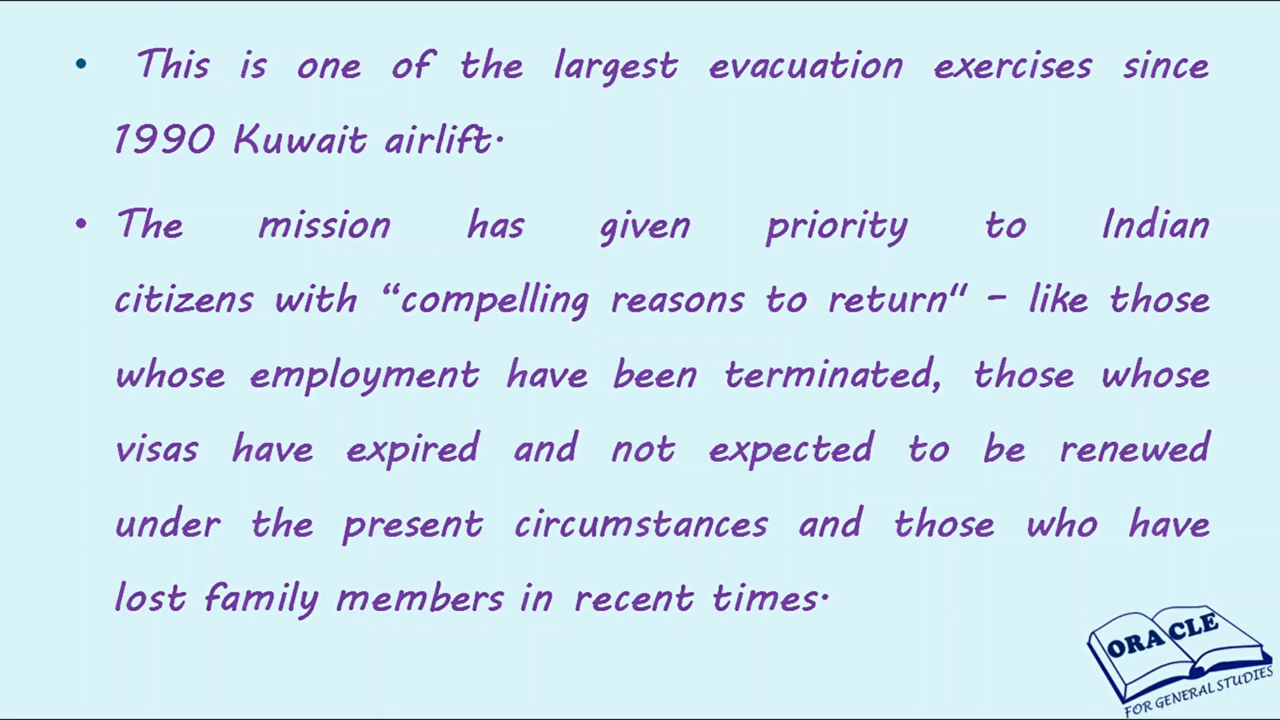 • This is one of the largest evacuation exercises since
1990 Kuwait airlift.
• The mission has given priority to Indian
citizens with “compelling reasons to return“ – like those
whose employment have been terminated, those whose
visas have expired and not expected to be renewed
under the present circumstances and those who have
lost family members in recent times.
ORACLE
FOR GENERAL STUDIES